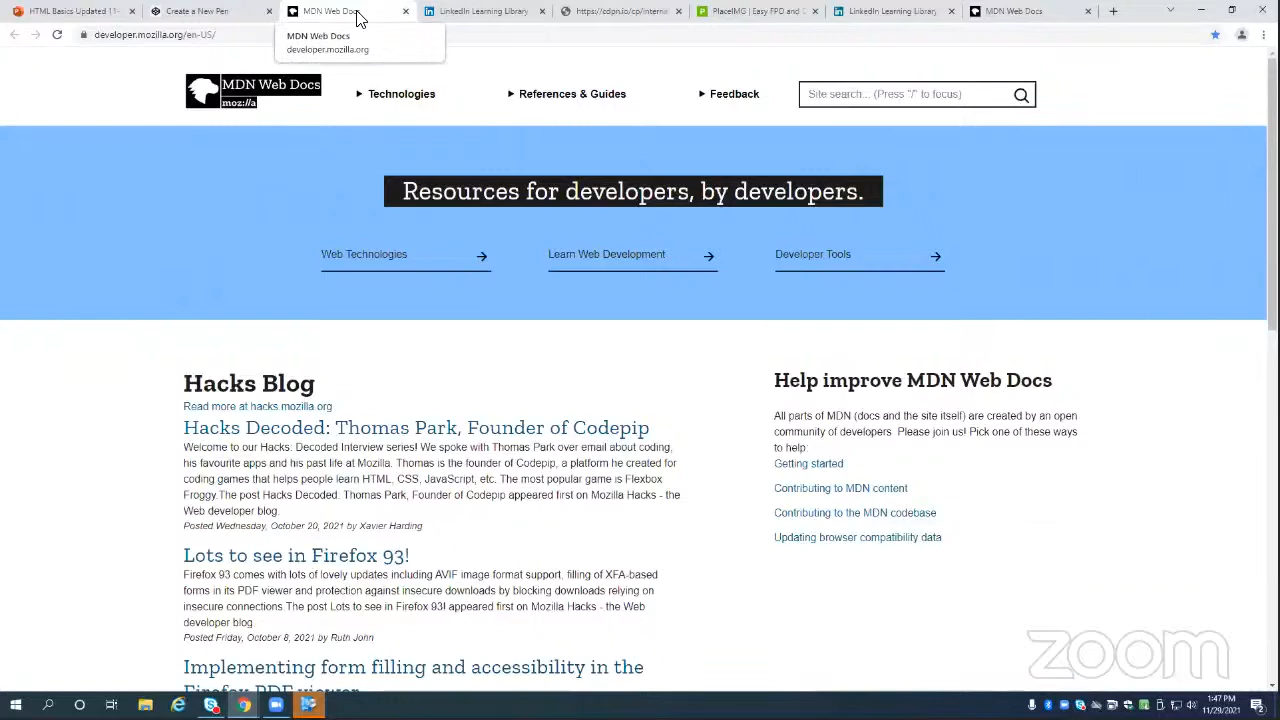 HTML Basics Updated 11-
Create a New Pen
MDN Web Docs
LinkedIn Learning Library
https://cdpn.io/cp/intern
PlaceIMG | Easy FPO and D
LinkedIn Learning Library
MDN Web Docs
developer.mozilla.org/en-US/
MDN Web Docs
developer.mozilla.org
MDN Web Docs
moz://a
Technologies
References & Guides
Feedback
Site search... (Press "/" to focus)
Resources for developers, by developers.
Web Technologies
Learn Web Development
Developer Tools
Hacks Blog
Read more at hacks.mozilla.org
Hacks Decoded: Thomas Park, Founder of Codepip
Welcome to our Hacks: Decoded Interview series! We spoke with Thomas Park over email about coding,
his favourite apps and his past life at Mozilla. Thomas is the founder of Codepip, a platform he created for
coding games that helps people learn HTML, CSS, JavaScript, etc. The most popular game is Flexbox
Froggy.The post Hacks Decoded: Thomas Park, Founder of Codepip appeared first on Mozilla Hacks - the
Web developer blog.
Posted Wednesday, October 20, 2021 by Xavier Harding
Lots to see in Firefox 93!
Firefox 93 comes with lots of lovely updates including AVIF image format support, filling of XFA-based
forms in its PDF viewer and protection against insecure downloads by blocking downloads relying on
insecure connections.The post Lots to see in Firefox 93! appeared first on Mozilla Hacks - the Web
developer blog.
Posted Friday, October 8, 2021 by Ruth John
Implementing form filling and accessibility in the
Firefox PDF viewer
Help improve MDN Web Docs
All parts of MDN (docs and the site itself) are created by an open
community of developers. Please join us! Pick one of these ways
to help:
Getting started
Contributing to MDN content
Contributing to the MDN codebase
Updating browser compatibility data
zoom
1:47 PM
11/29/2021